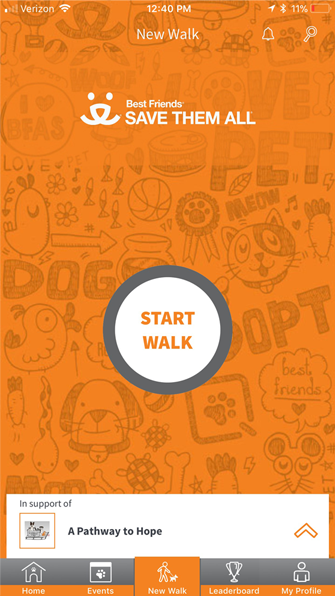 Verizon 12:40 PM 11%
New Walk
Best Friends
SAVE THEM ALL
BFAS
LOVE
PET
LOVE PET
MEOW
DOG
ADOPT
START
WALK
best
friends
In support of
A Pathway to Hope
Home Events New Walk Leaderboard My Profile